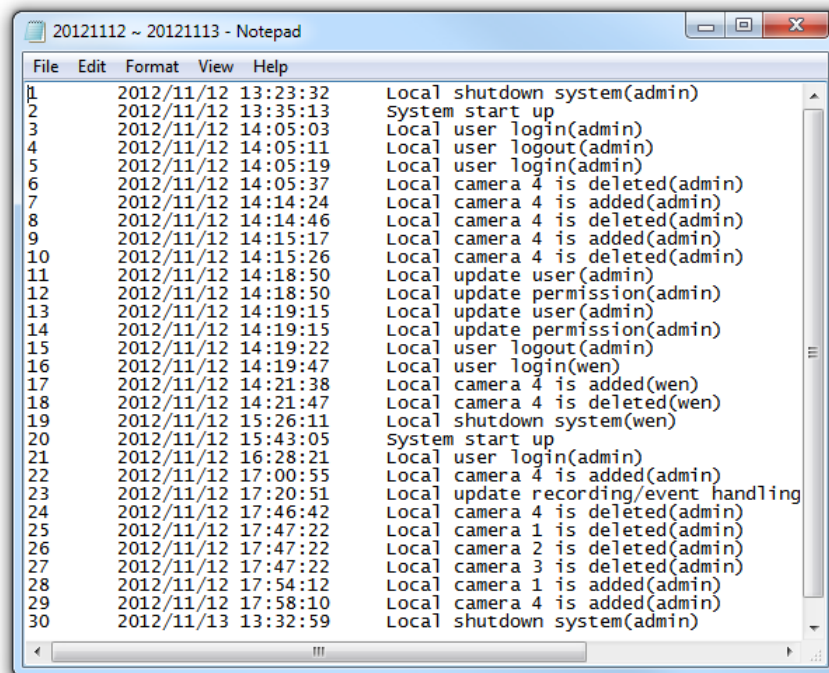 20121112 ~ 20121113 - Notepad
File Edit Format View Help
1 2012/11/12 13:23:32 Local shutdown system(admin)
2 2012/11/12 13:35:13 System start up
3 2012/11/12 14:05:03 Local user login(admin)
4 2012/11/12 14:05:11 Local user logout(admin)
5 2012/11/12 14:05:19 Local user login(admin)
6 2012/11/12 14:05:37 Local camera 4 is deleted(admin)
7 2012/11/12 14:14:24 Local camera 4 is added(admin)
8 2012/11/12 14:14:46 Local camera 4 is deleted(admin)
9 2012/11/12 14:15:17 Local camera 4 is added(admin)
10 2012/11/12 14:15:26 Local camera 4 is deleted(admin)
11 2012/11/12 14:18:50 Local update user(admin)
12 2012/11/12 14:18:50 Local update permission(admin)
13 2012/11/12 14:19:15 Local update user(admin)
14 2012/11/12 14:19:15 Local update permission(admin)
15 2012/11/12 14:19:22 Local user logout(admin)
16 2012/11/12 14:19:47 Local user login(wen)
17 2012/11/12 14:21:38 Local camera 4 is added(wen)
18 2012/11/12 14:21:47 Local camera 4 is deleted(wen)
19 2012/11/12 15:26:11 Local shutdown system(wen)
20 2012/11/12 15:43:05 System start up
21 2012/11/12 16:28:21 Local user login(admin)
22 2012/11/12 17:00:55 Local camera 4 is added(admin)
23 2012/11/12 17:20:51 Local update recording/event handling
24 2012/11/12 17:46:42 Local camera 4 is deleted(admin)
25 2012/11/12 17:47:22 Local camera 1 is deleted(admin)
26 2012/11/12 17:47:22 Local camera 2 is deleted(admin)
27 2012/11/12 17:47:22 Local camera 3 is deleted(admin)
28 2012/11/12 17:54:12 Local camera 1 is added(admin)
29 2012/11/12 17:58:10 Local camera 4 is added(admin)
30 2012/11/13 13:32:59 Local shutdown system(admin)